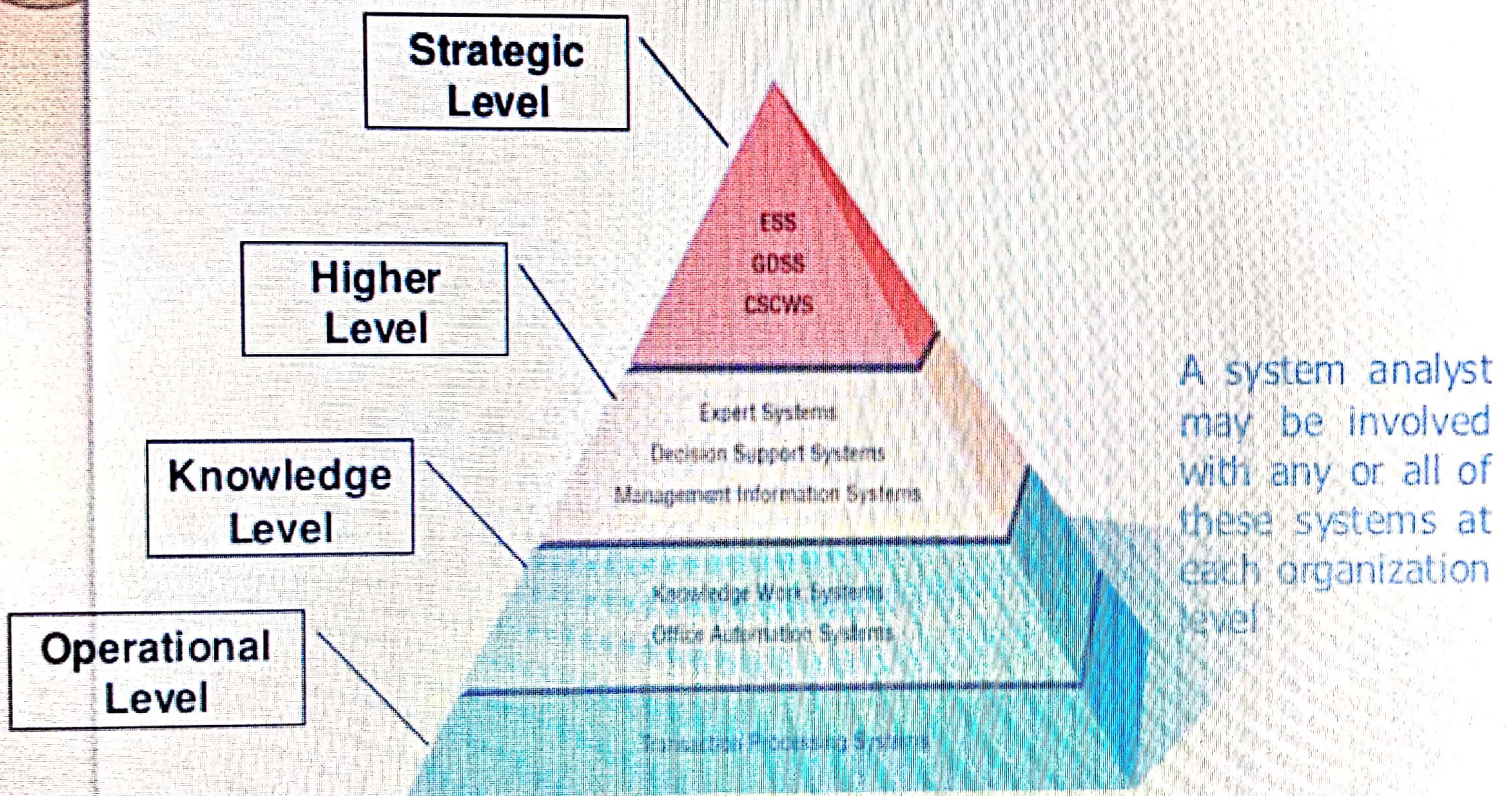 Strategic
Level
ESS
GDSS
CSCWS
Higher
Level
Expert Systems
Decision Support Systems
Management Information Systems
Knowledge
Level
Knowledge Work Systems
Office Automation Systems
Operational
Level
Transaction Processing Systems
A system analyst
may be involved
with any or all of
these systems at
each organization
level